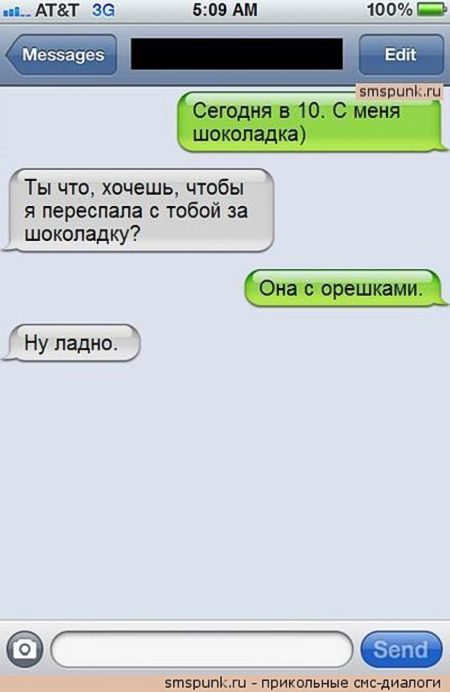 AT&T 3G 5:09 AM 100%
Messages Edit
smspunk.ru
Сегодня в 10. С меня
шоколадка)
Ты что, хочешь, чтобы
я переспала с тобой за
шоколадку?
Она с орешками.
Ну ладно.
Send
smspunk.ru - прикольные смс-диалоги